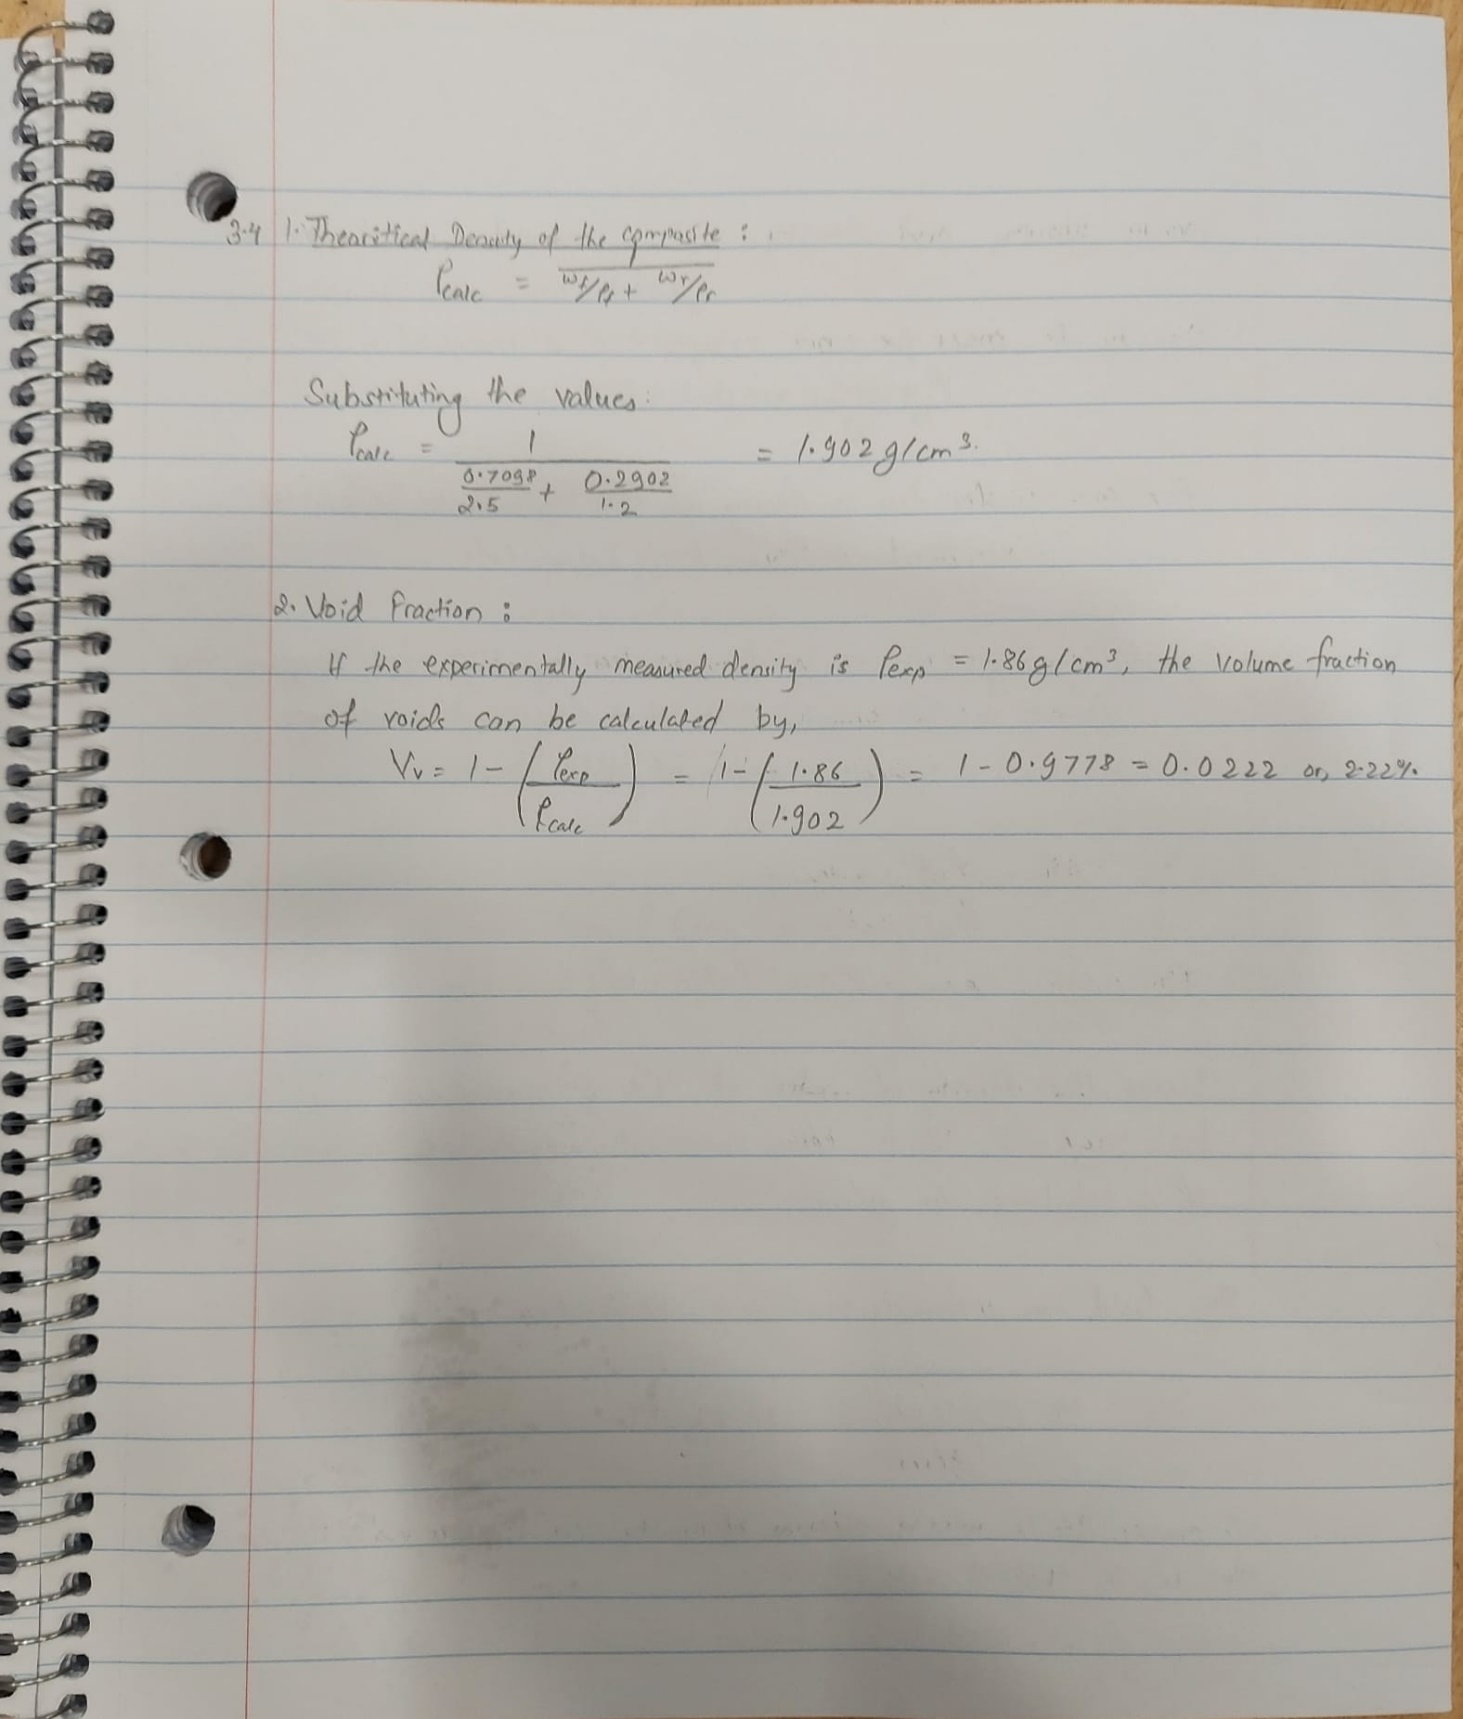 3.4 1. Thearitical Density of the composite :
ρcalc = 1/(wf/ρf + wr/ρr)
Substituting the values:
ρcalc = 1/(0.7098/2.5 + 0.2902/1.2) = 1.902 g/cm³.
2. Void Fraction :
If the experimentally measured density is ρexp = 1.86 g/cm³, the volume fraction
of voids can be calculated by,
Vv = 1 - (ρexp/ρcalc) = 1 - (1.86/1.902) = 1 - 0.9778 = 0.0222 or, 2.22%.